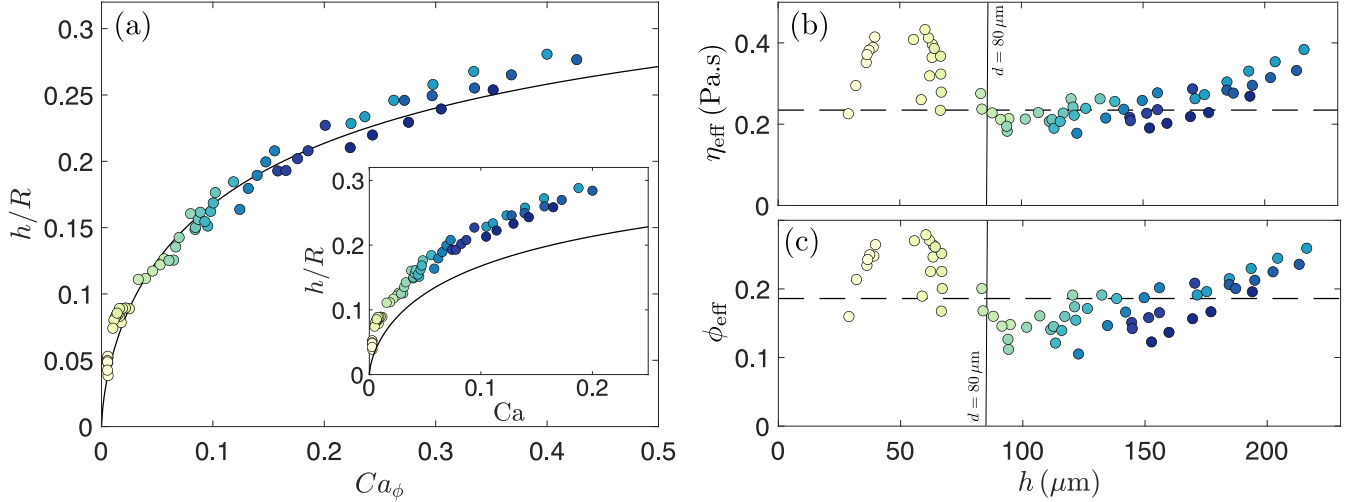 (a)
0.3
0.25
0.2
0.15
0.1
0.05
0
h/R
0 0.1 0.2 0.3 0.4 0.5
Ca_ϕ
0.3
0.2
0.1
0
h/R
0 0.1 0.2
Ca
(b)
0.4
0.2
0
η_eff (Pa.s)
d = 80 μm
(c)
0.2
0.1
0
ϕ_eff
d = 80 μm
0 50 100 150 200
h (μm)